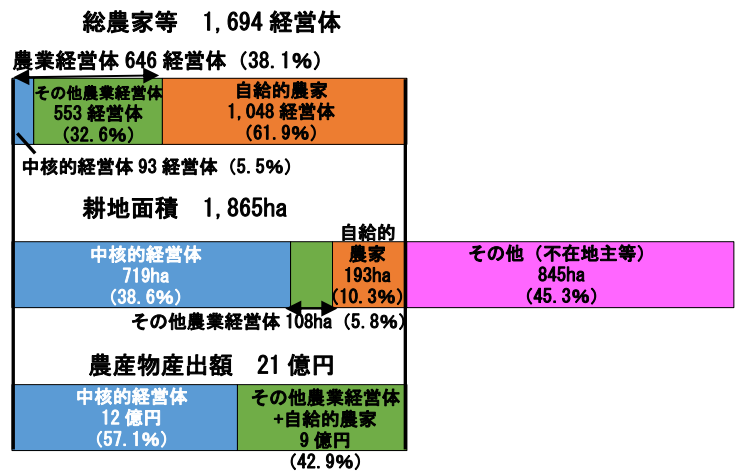 総農家等　1,694 経営体
農業経営体 646 経営体（38.1%）
その他農業経営体
553 経営体
(32.6%)
自給的農家
1,048 経営体
(61.9%)
中核的経営体 93 経営体（5.5%）
耕地面積　1,865ha
中核的経営体
719ha
(38.6%)
自給的
農家
193ha
(10.3%)
その他（不在地主等）
845ha
(45.3%)
その他農業経営体 108ha（5.8%）
農産物産出額　21 億円
中核的経営体
12 億円
(57.1%)
その他農業経営体
+自給的農家
9 億円
(42.9%)